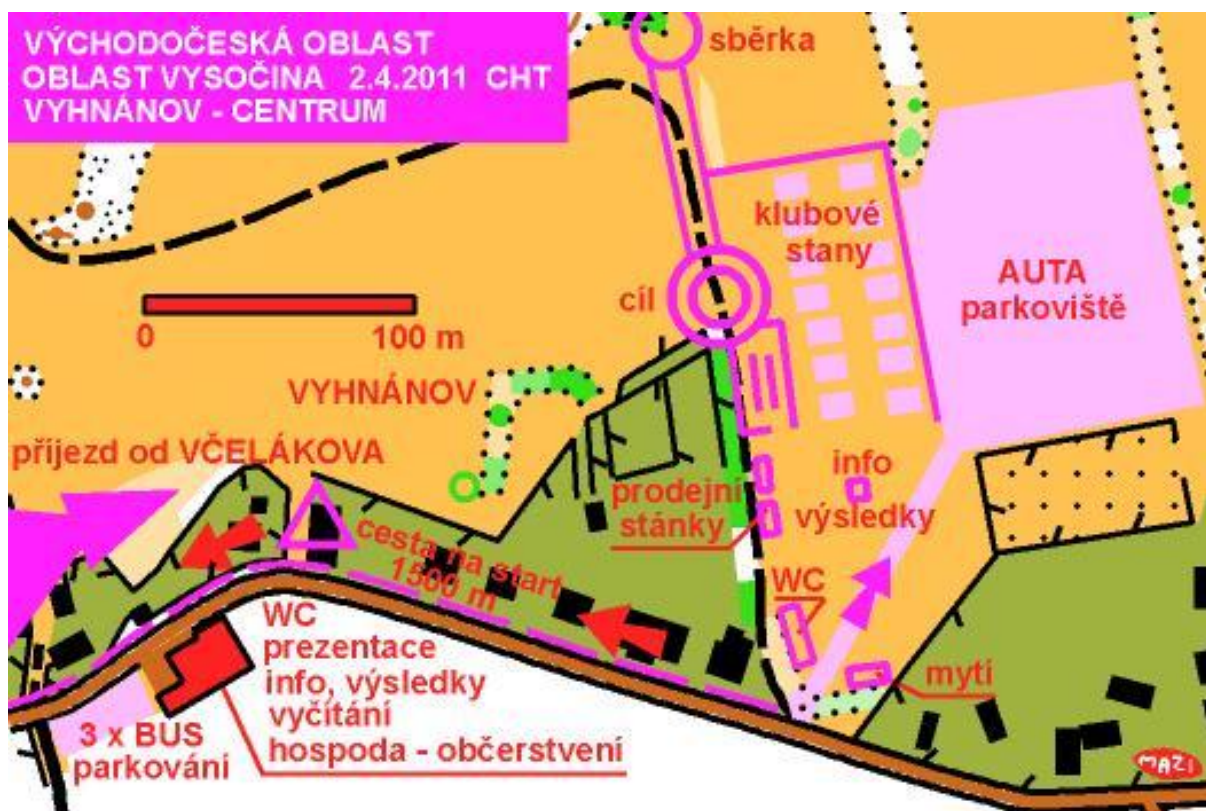 VÝCHODOČESKÁ OBLAST
OBLAST VYSOČINA 2.4.2011 CHT
VYHNÁNOV - CENTRUM
sběrka
klubové
stany
AUTA
parkoviště
cíl
0
100 m
VYHNÁNOV
příjezd od VČELÁKOVA
prodejní
stánky
info
výsledky
cesta na start
1500 m
WC
WC
prezentace
info, výsledky
vyčítání
hospoda - občerstvení
mytí
3 x BUS
parkování
MAZI